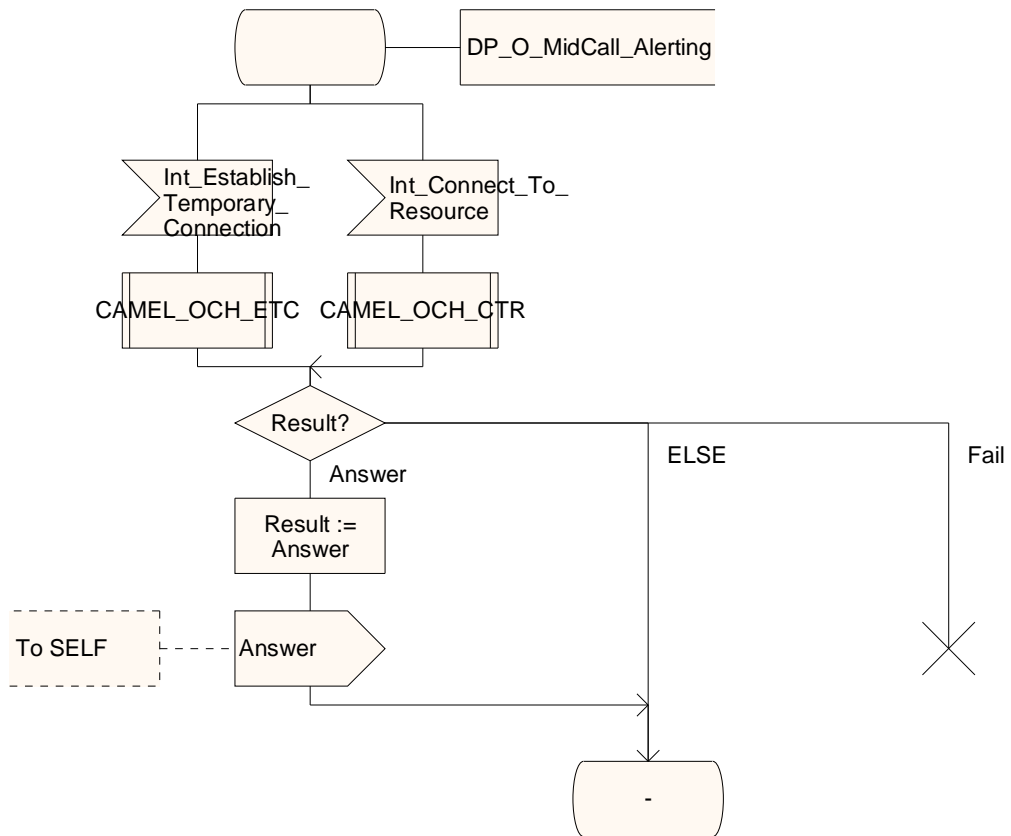 DP_O_MidCall_Alerting
Int_Establish_
Temporary_
Connection
Int_Connect_To_
Resource
CAMEL_OCH_ETC
CAMEL_OCH_CTR
Result?
Answer
ELSE
Fail
Result :=
Answer
To SELF
Answer
-